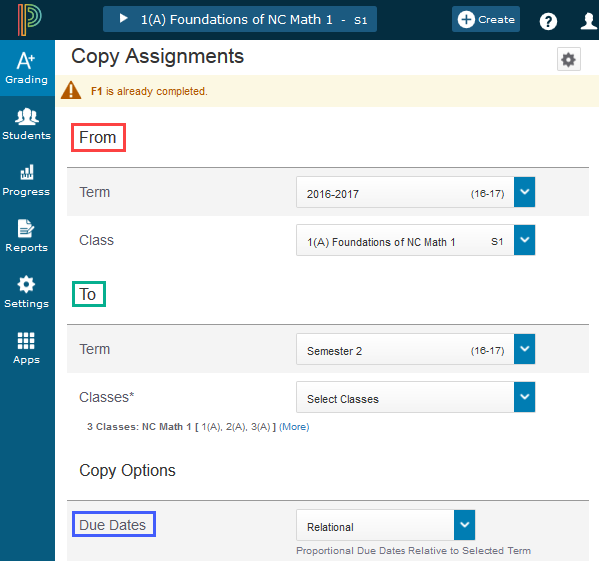 1(A) Foundations of NC Math 1 - S1
Create
?
A+
Grading
Students
Progress
Reports
Settings
Apps
Copy Assignments
F1 is already completed.
From
Term
2016-2017 (16-17)
Class
1(A) Foundations of NC Math 1 S1
To
Term
Semester 2 (16-17)
Classes*
Select Classes
3 Classes: NC Math 1 [ 1(A), 2(A), 3(A) ] (More)
Copy Options
Due Dates
Relational
Proportional Due Dates Relative to Selected Term